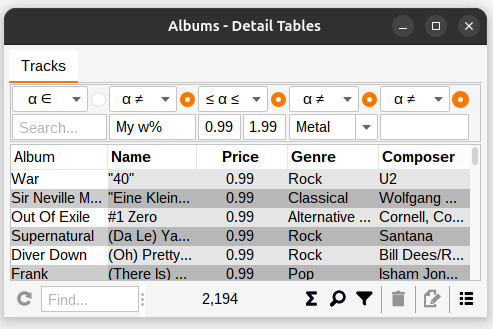 Albums - Detail Tables
Tracks
α ∈ α ≠ ≤ α ≤ α ≠ α ≠
Search... My w% 0.99 1.99 Metal
Album Name Price Genre Composer
War "40" 0.99 Rock U2
Sir Neville M... "Eine Klein... 0.99 Classical Wolfgang ...
Out Of Exile #1 Zero 0.99 Alternative ... Cornell, Co...
Supernatural (Da Le) Ya... 0.99 Rock Santana
Diver Down (Oh) Pretty... 0.99 Rock Bill Dees/R...
Frank (There Is) ... 0.99 Pop Isham Jon...
Find... 2,194 Σ